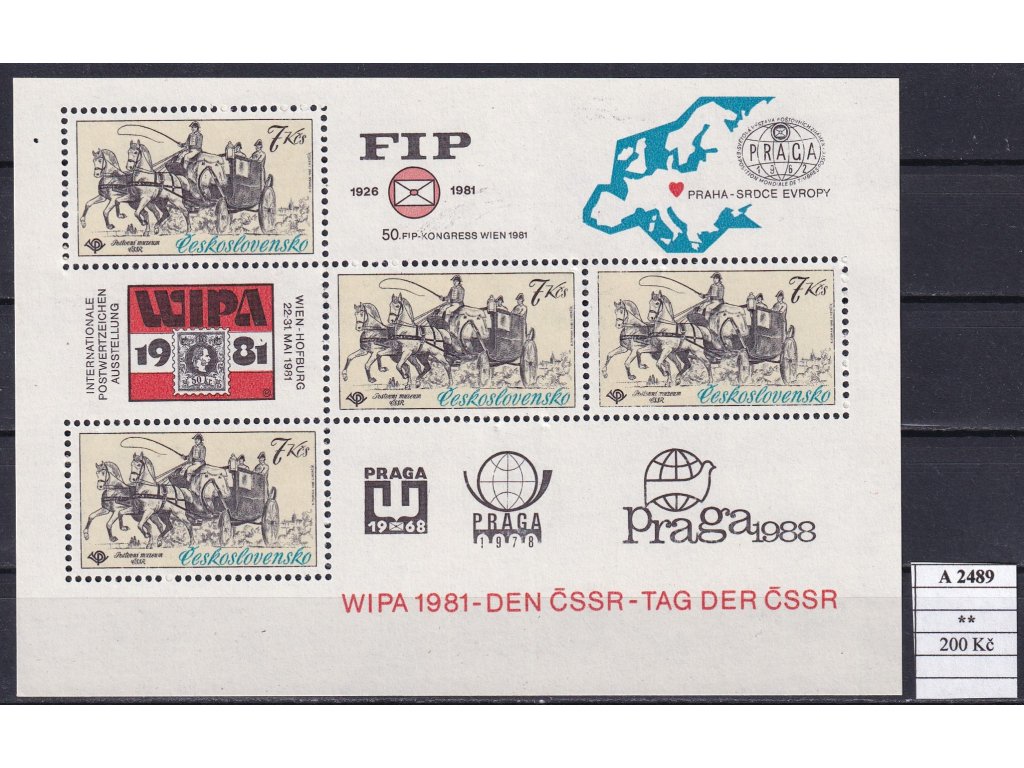 7 Kčs
Poštovní muzeum
ČSSR
Československo
FIP
1926 1981
50. FIP-KONGRESS WIEN 1981
PRAGA
1962
PRAHA - SRDCE EVROPY
INTERNATIONALE
POSTWERTZEICHEN
AUSSTELLUNG
WIPA
1981
WIEN - HOFBURG
22-31 MAI 1981
7 Kčs
Poštovní muzeum
ČSSR
Československo
7 Kčs
Poštovní muzeum
ČSSR
Československo
7 Kčs
Poštovní muzeum
ČSSR
Československo
PRAGA
1968
PRAGA
1978
Praga 1988
WIPA 1981 - DEN ČSSR - TAG DER ČSSR
A 2489
**
200 Kč